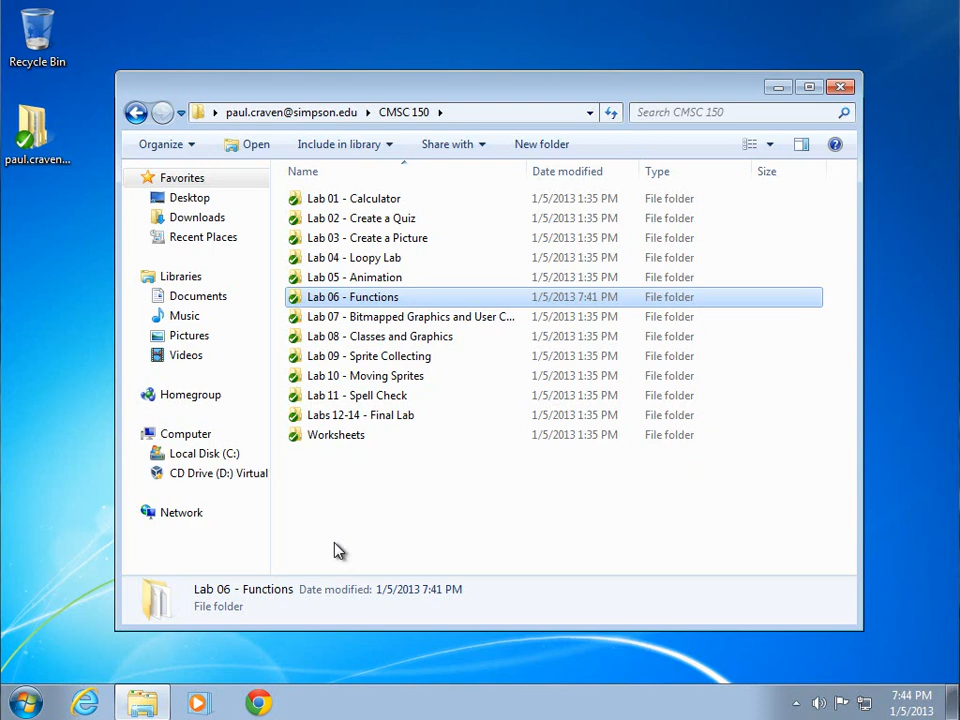 Recycle Bin
paul.craven...
paul.craven@simpson.edu CMSC 150
Search CMSC 150
Organize Open Include in library Share with New folder
Name Date modified Type Size
Favorites
Desktop
Downloads
Recent Places
Libraries
Documents
Music
Pictures
Videos
Homegroup
Computer
Local Disk (C:)
CD Drive (D:) Virtual
Network
Lab 01 - Calculator 1/5/2013 1:35 PM File folder
Lab 02 - Create a Quiz 1/5/2013 1:35 PM File folder
Lab 03 - Create a Picture 1/5/2013 1:35 PM File folder
Lab 04 - Loopy Lab 1/5/2013 1:35 PM File folder
Lab 05 - Animation 1/5/2013 1:35 PM File folder
Lab 06 - Functions 1/5/2013 7:41 PM File folder
Lab 07 - Bitmapped Graphics and User C... 1/5/2013 1:35 PM File folder
Lab 08 - Classes and Graphics 1/5/2013 1:35 PM File folder
Lab 09 - Sprite Collecting 1/5/2013 1:35 PM File folder
Lab 10 - Moving Sprites 1/5/2013 1:35 PM File folder
Lab 11 - Spell Check 1/5/2013 1:35 PM File folder
Labs 12-14 - Final Lab 1/5/2013 1:35 PM File folder
Worksheets 1/5/2013 1:35 PM File folder
Lab 06 - Functions Date modified: 1/5/2013 7:41 PM
File folder
7:44 PM
1/5/2013